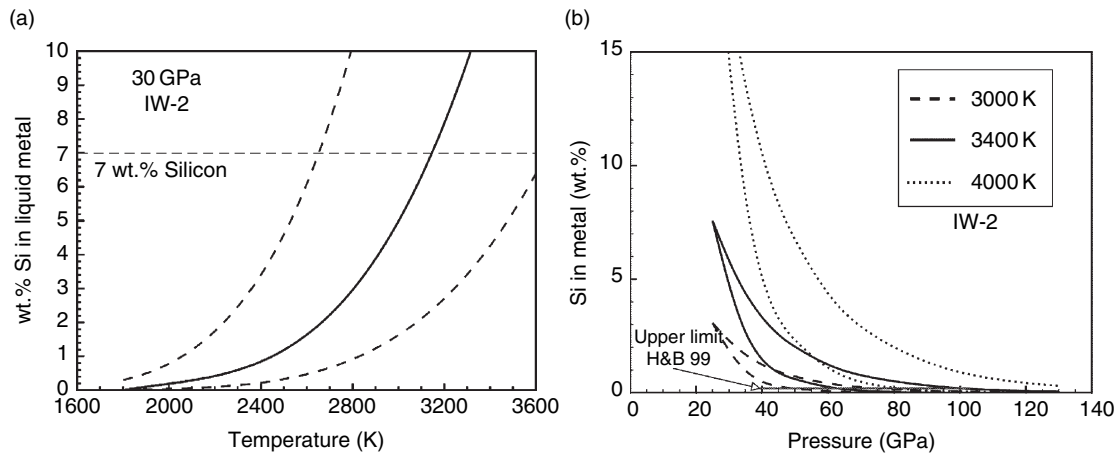 (a)
10
9
8
7
6
5
4
3
2
1
0
wt.% Si in liquid metal
30 GPa
IW-2
7 wt.% Silicon
1600 2000 2400 2800 3200 3600
Temperature (K)
(b)
15
10
5
0
Si in metal (wt.%)
3000 K
3400 K
4000 K
IW-2
Upper limit
H&B 99
0 20 40 60 80 100 120 140
Pressure (GPa)